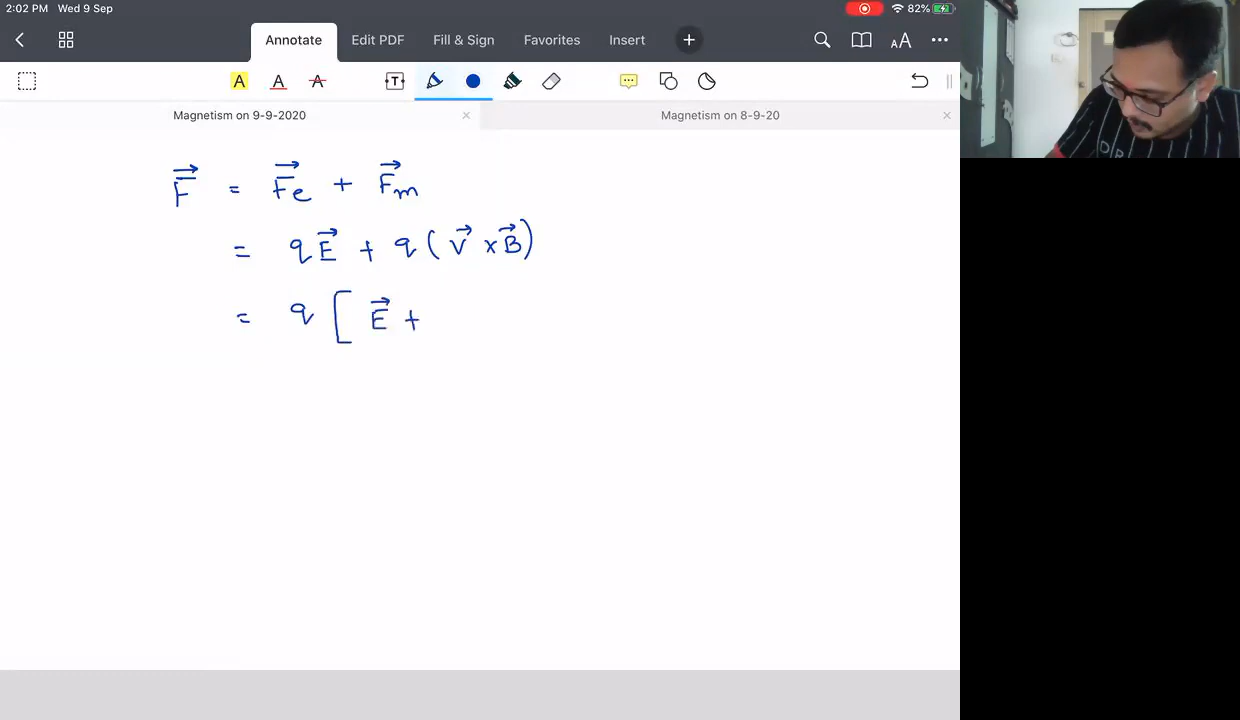 2:02 PM Wed 9 Sep 82%
Annotate Edit PDF Fill & Sign Favorites Insert
Magnetism on 9-9-2020 Magnetism on 8-9-20
F⃗ = F⃗e + F⃗m
= qE⃗ + q(v⃗ × B⃗)
= q [ E⃗ +